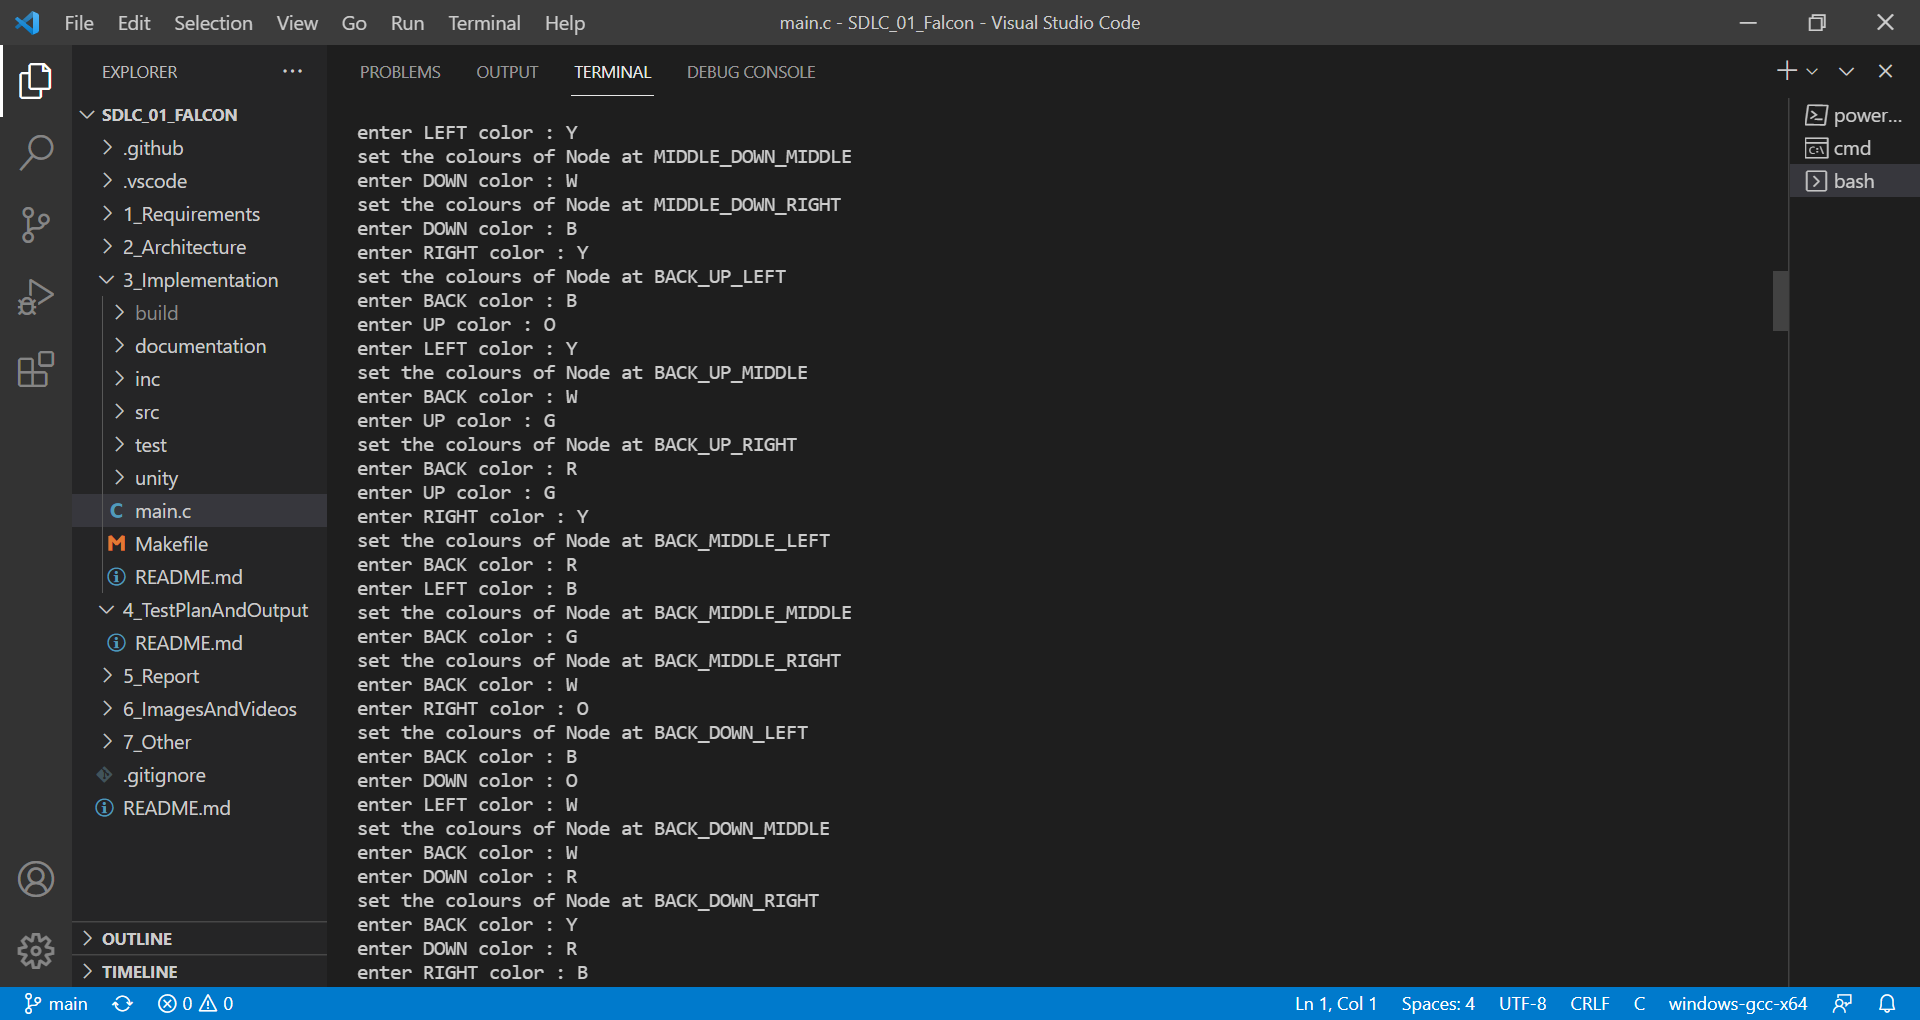 File Edit Selection View Go Run Terminal Help
main.c - SDLC_01_Falcon - Visual Studio Code
EXPLORER
SDLC_01_FALCON
.github
.vscode
1_Requirements
2_Architecture
3_Implementation
build
documentation
inc
src
test
unity
C main.c
M Makefile
README.md
4_TestPlanAndOutput
README.md
5_Report
6_ImagesAndVideos
7_Other
.gitignore
README.md
OUTLINE
TIMELINE
PROBLEMS OUTPUT TERMINAL DEBUG CONSOLE
enter LEFT color : Y
set the colours of Node at MIDDLE_DOWN_MIDDLE
enter DOWN color : W
set the colours of Node at MIDDLE_DOWN_RIGHT
enter DOWN color : B
enter RIGHT color : Y
set the colours of Node at BACK_UP_LEFT
enter BACK color : B
enter UP color : O
enter LEFT color : Y
set the colours of Node at BACK_UP_MIDDLE
enter BACK color : W
enter UP color : G
set the colours of Node at BACK_UP_RIGHT
enter BACK color : R
enter UP color : G
enter RIGHT color : Y
set the colours of Node at BACK_MIDDLE_LEFT
enter BACK color : R
enter LEFT color : B
set the colours of Node at BACK_MIDDLE_MIDDLE
enter BACK color : G
set the colours of Node at BACK_MIDDLE_RIGHT
enter BACK color : W
enter RIGHT color : O
set the colours of Node at BACK_DOWN_LEFT
enter BACK color : B
enter DOWN color : O
enter LEFT color : W
set the colours of Node at BACK_DOWN_MIDDLE
enter BACK color : W
enter DOWN color : R
set the colours of Node at BACK_DOWN_RIGHT
enter BACK color : Y
enter DOWN color : R
enter RIGHT color : B
power...
cmd
bash
main 0 0 Ln 1, Col 1 Spaces: 4 UTF-8 CRLF C windows-gcc-x64